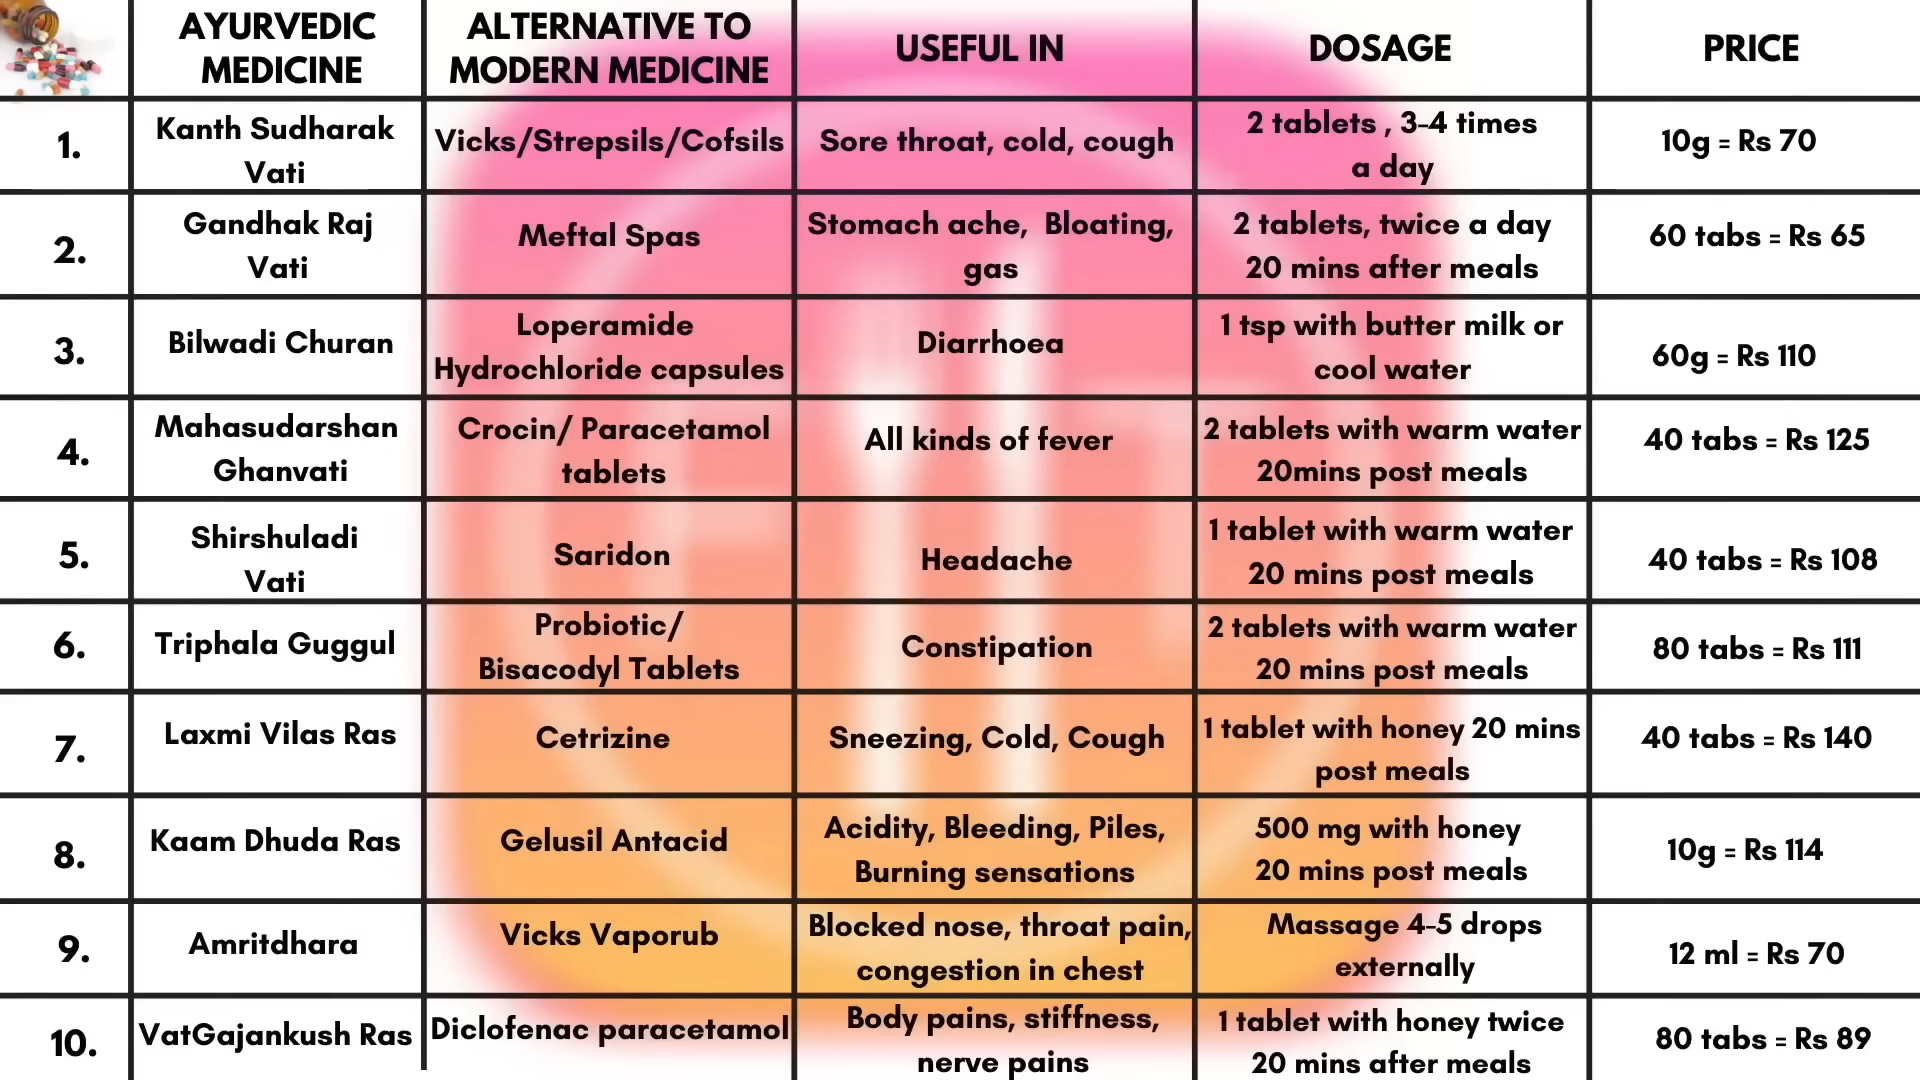 AYURVEDIC
MEDICINE
ALTERNATIVE TO
MODERN MEDICINE
USEFUL IN
DOSAGE
PRICE
1.
Kanth Sudharak
Vati
Vicks/Strepsils/Cofsils
Sore throat, cold, cough
2 tablets , 3-4 times
a day
10g = Rs 70
2.
Gandhak Raj
Vati
Meftal Spas
Stomach ache,  Bloating,
gas
2 tablets, twice a day
20 mins after meals
60 tabs = Rs 65
3.
Bilwadi Churan
Loperamide
Hydrochloride capsules
Diarrhoea
1 tsp with butter milk or
cool water
60g = Rs 110
4.
Mahasudarshan
Ghanvati
Crocin/ Paracetamol
tablets
All kinds of fever
2 tablets with warm water
20mins post meals
40 tabs = Rs 125
5.
Shirshuladi
Vati
Saridon
Headache
1 tablet with warm water
20 mins post meals
40 tabs = Rs 108
6.
Triphala Guggul
Probiotic/
Bisacodyl Tablets
Constipation
2 tablets with warm water
20 mins post meals
80 tabs = Rs 111
7.
Laxmi Vilas Ras
Cetrizine
Sneezing, Cold, Cough
1 tablet with honey 20 mins
post meals
40 tabs = Rs 140
8.
Kaam Dhuda Ras
Gelusil Antacid
Acidity, Bleeding, Piles,
Burning sensations
500 mg with honey
20 mins post meals
10g = Rs 114
9.
Amritdhara
Vicks Vaporub
Blocked nose, throat pain,
congestion in chest
Massage 4-5 drops
externally
12 ml = Rs 70
10.
VatGajankush Ras
Diclofenac paracetamol
Body pains, stiffness,
nerve pains
1 tablet with honey twice
20 mins after meals
80 tabs = Rs 89